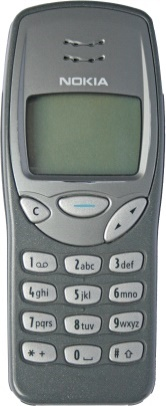 NOKIA
C
1 2abc 3def
4ghi 5jkl 6mno
7pqrs 8tuv 9wxyz
* + 0 #